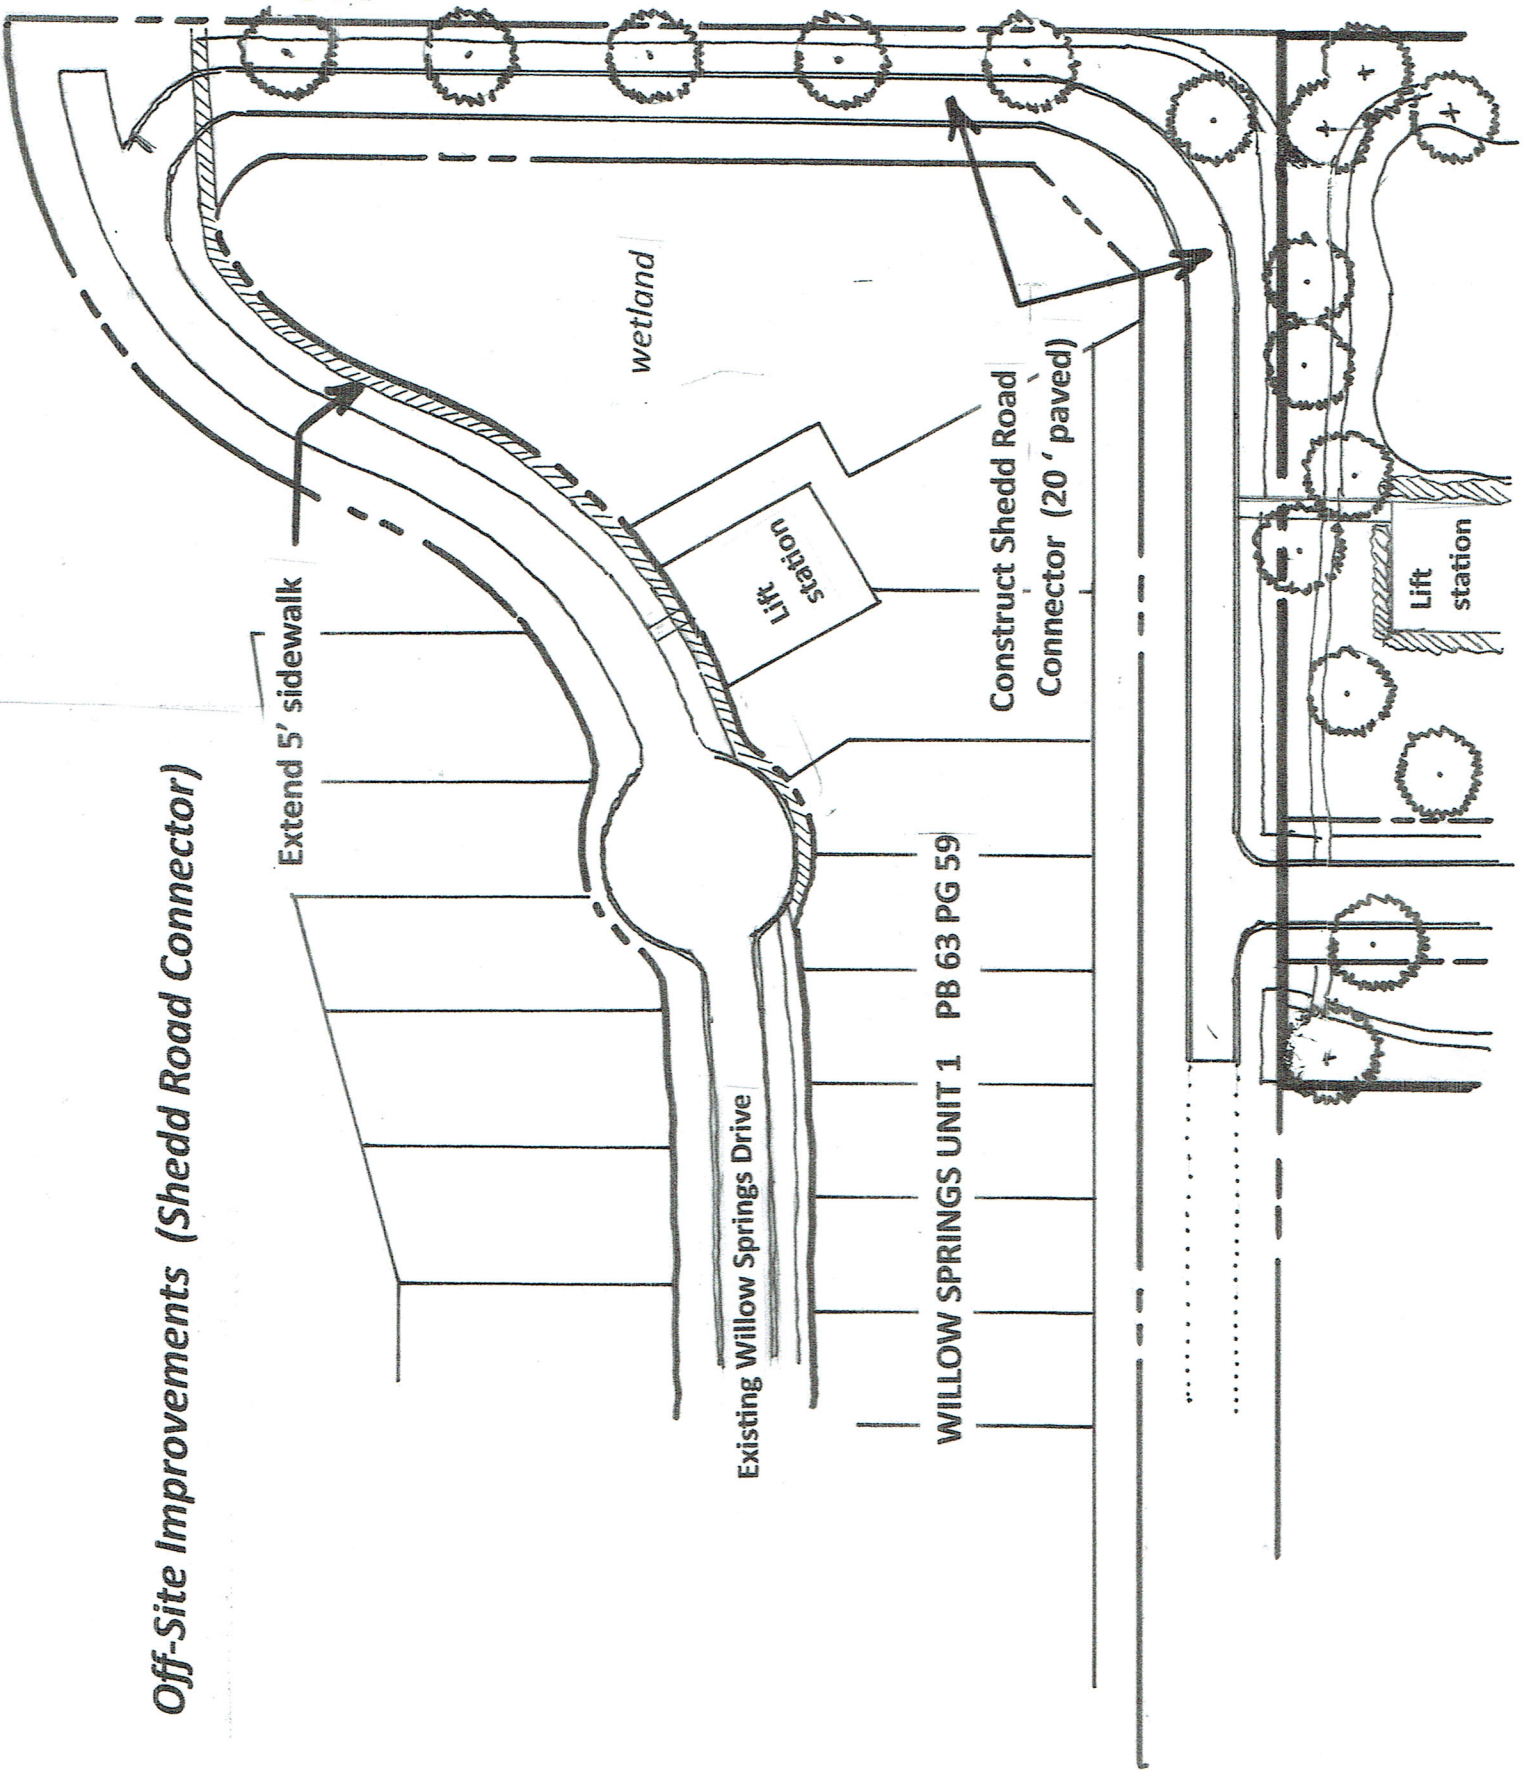 Off-Site Improvements (Shedd Road Connector)
Extend 5' sidewalk
wetland
Lift
station
Existing Willow Springs Drive
WILLOW SPRINGS UNIT 1 PB 63 PG 59
Construct Shedd Road
Connector (20 ' paved)
Lift
station